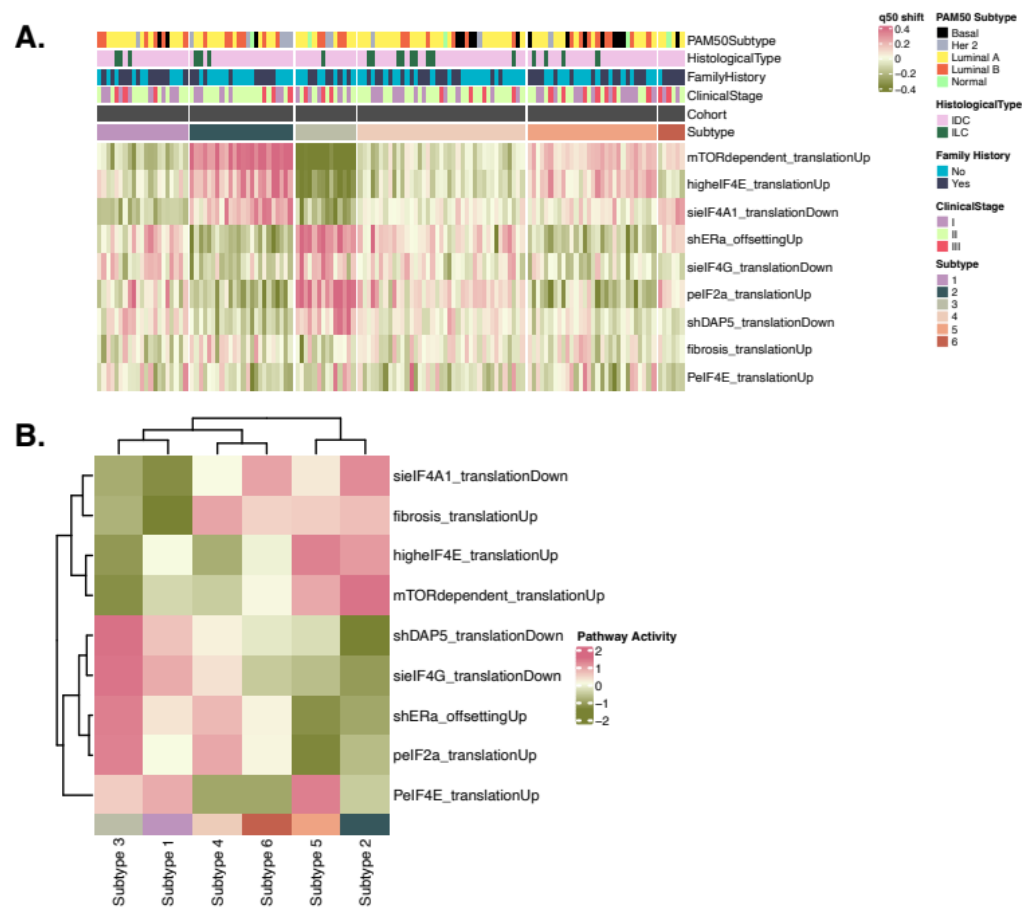 A.
PAM50Subtype
HistologicalType
FamilyHistory
ClinicalStage
Cohort
Subtype
mTORdependent_translationUp
higheIF4E_translationUp
sieIF4A1_translationDown
shERa_offsettingUp
sieIF4G_translationDown
peIF2a_translationUp
shDAP5_translationDown
fibrosis_translationUp
PeIF4E_translationUp
q50 shift
0.4
0.2
0
−0.2
−0.4
PAM50 Subtype
Basal
Her 2
Luminal A
Luminal B
Normal
HistologicalType
IDC
ILC
Family History
No
Yes
ClinicalStage
I
II
III
Subtype
1
2
3
4
5
6
B.
sieIF4A1_translationDown
fibrosis_translationUp
higheIF4E_translationUp
mTORdependent_translationUp
shDAP5_translationDown
sieIF4G_translationDown
shERa_offsettingUp
peIF2a_translationUp
PeIF4E_translationUp
Pathway Activity
2
1
0
−1
−2
Subtype 3
Subtype 1
Subtype 4
Subtype 6
Subtype 5
Subtype 2